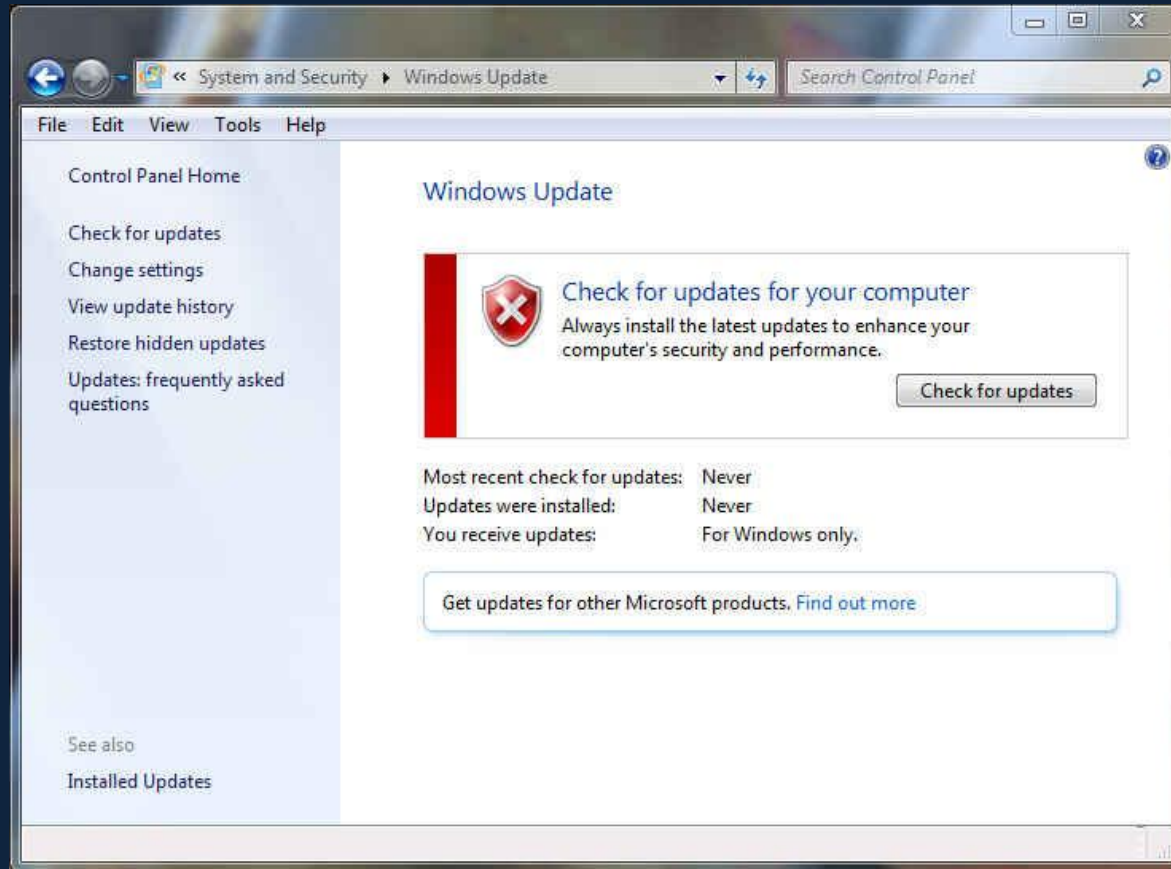 « System and Security ▸ Windows Update
Search Control Panel
File Edit View Tools Help
Control Panel Home
Check for updates
Change settings
View update history
Restore hidden updates
Updates: frequently asked
questions
See also
Installed Updates
Windows Update
Check for updates for your computer
Always install the latest updates to enhance your
computer's security and performance.
Check for updates
Most recent check for updates: Never
Updates were installed: Never
You receive updates: For Windows only.
Get updates for other Microsoft products. Find out more